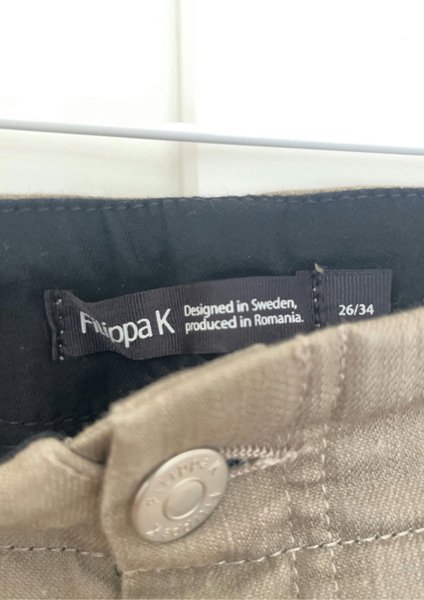 Filippa K
Designed in Sweden,
produced in Romania.
26/34